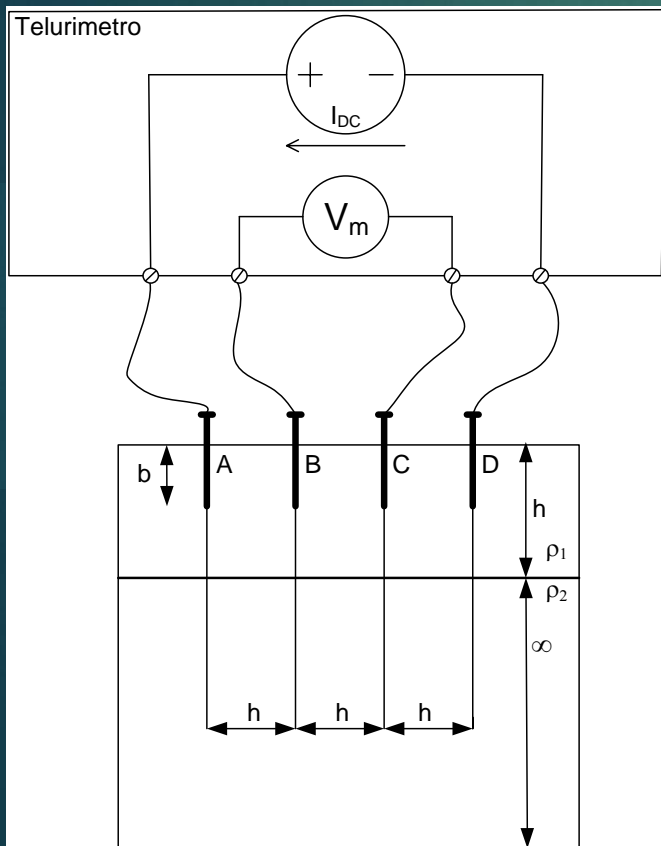 Telurimetro
+ −
I_DC
V_m
A B C D
b
h
ρ₁
ρ₂
∞
h h h